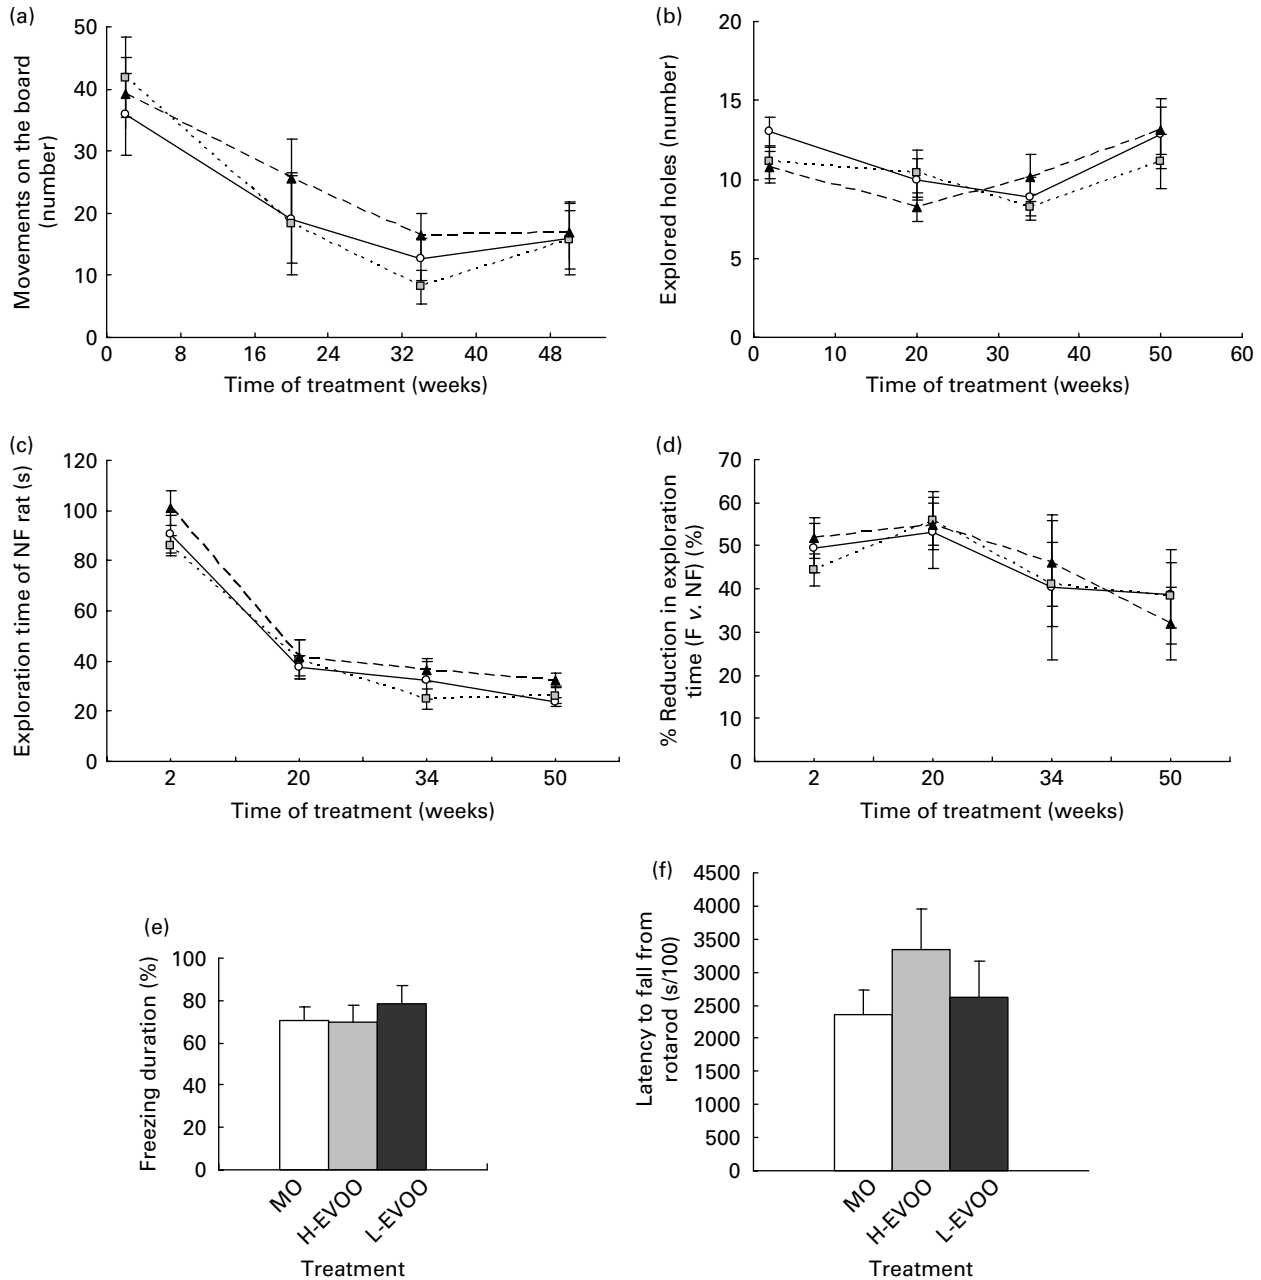 (a)
50
40
30
20
10
0
Movements on the board
(number)
0 8 16 24 32 40 48
Time of treatment (weeks)
(b)
20
15
10
5
0
Explored holes (number)
0 20 30 40 50 60
Time of treatment (weeks)
(c)
120
100
80
60
40
20
0
Exploration time of NF rat (s)
2 20 34 50
Time of treatment (weeks)
(d)
70
60
50
40
30
20
10
0
% Reduction in exploration
time (F v. NF) (%)
2 20 34 50
Time of treatment (weeks)
(e)
100
80
60
40
20
0
Freezing duration (%)
MO H-EVOO L-EVOO
Treatment
(f)
4500
4000
3500
3000
2500
2000
1500
1000
500
0
Latency to fall from
rotarod (s/100)
MO H-EVOO L-EVOO
Treatment